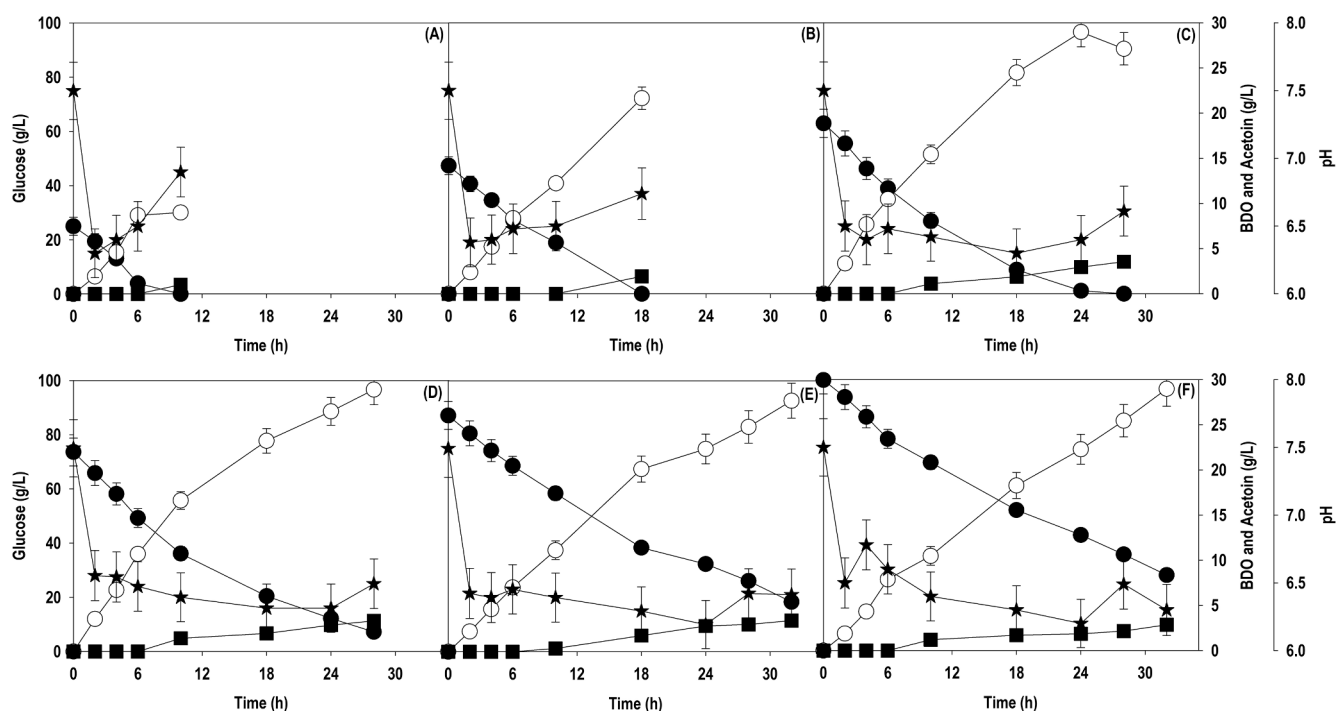 (A)
(B)
(C)
100
80
60
40
20
0
Glucose (g/L)
30
25
20
15
10
5
0
BDO and Acetoin (g/L)
8.0
7.5
7.0
6.5
6.0
pH
0 6 12 18 24 30
0 6 12 18 24 30
0 6 12 18 24 30
Time (h)
Time (h)
Time (h)
(D)
(E)
(F)
100
80
60
40
20
0
Glucose (g/L)
30
25
20
15
10
5
0
BDO and Acetoin (g/L)
8.0
7.5
7.0
6.5
6.0
pH
0 6 12 18 24 30
0 6 12 18 24 30
0 6 12 18 24 30
Time (h)
Time (h)
Time (h)